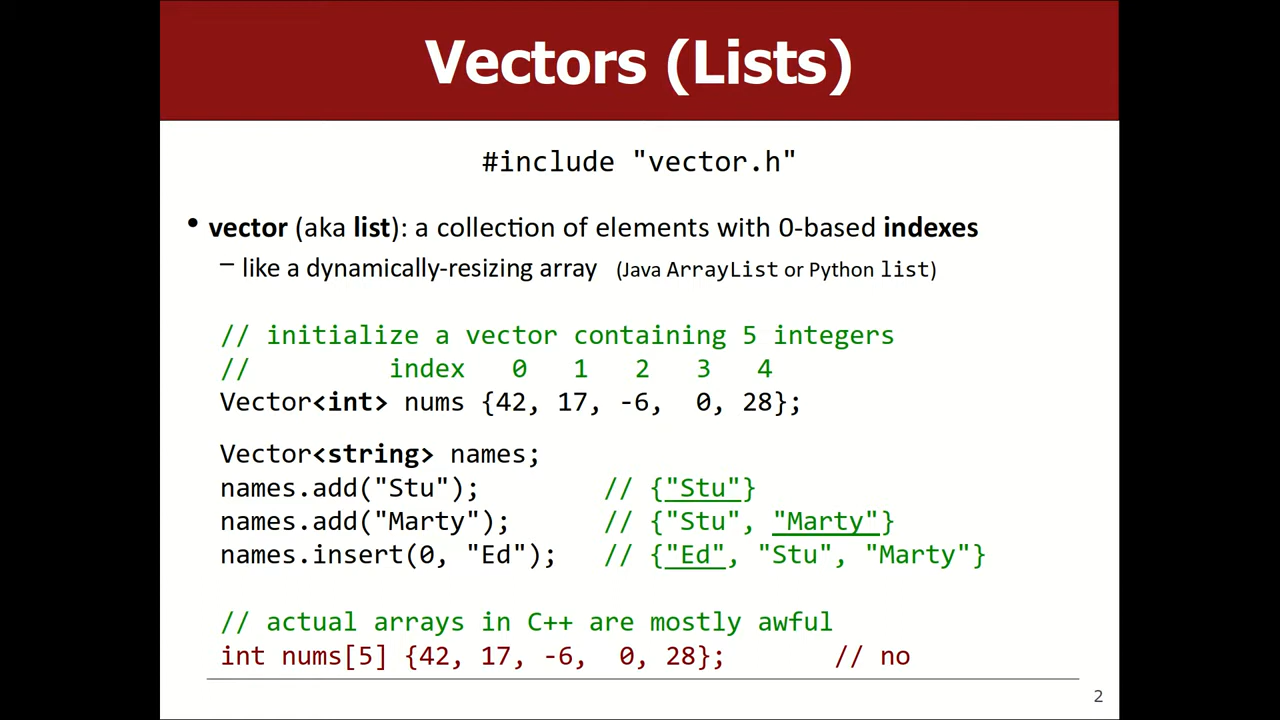 Vectors (Lists)
#include "vector.h"
• vector (aka list): a collection of elements with 0-based indexes
– like a dynamically-resizing array (Java ArrayList or Python list)
// initialize a vector containing 5 integers
// index 0 1 2 3 4
Vector<int> nums {42, 17, -6, 0, 28};
Vector<string> names;
names.add("Stu"); // {"Stu"}
names.add("Marty"); // {"Stu", "Marty"}
names.insert(0, "Ed"); // {"Ed", "Stu", "Marty"}
// actual arrays in C++ are mostly awful
int nums[5] {42, 17, -6, 0, 28}; // no
2